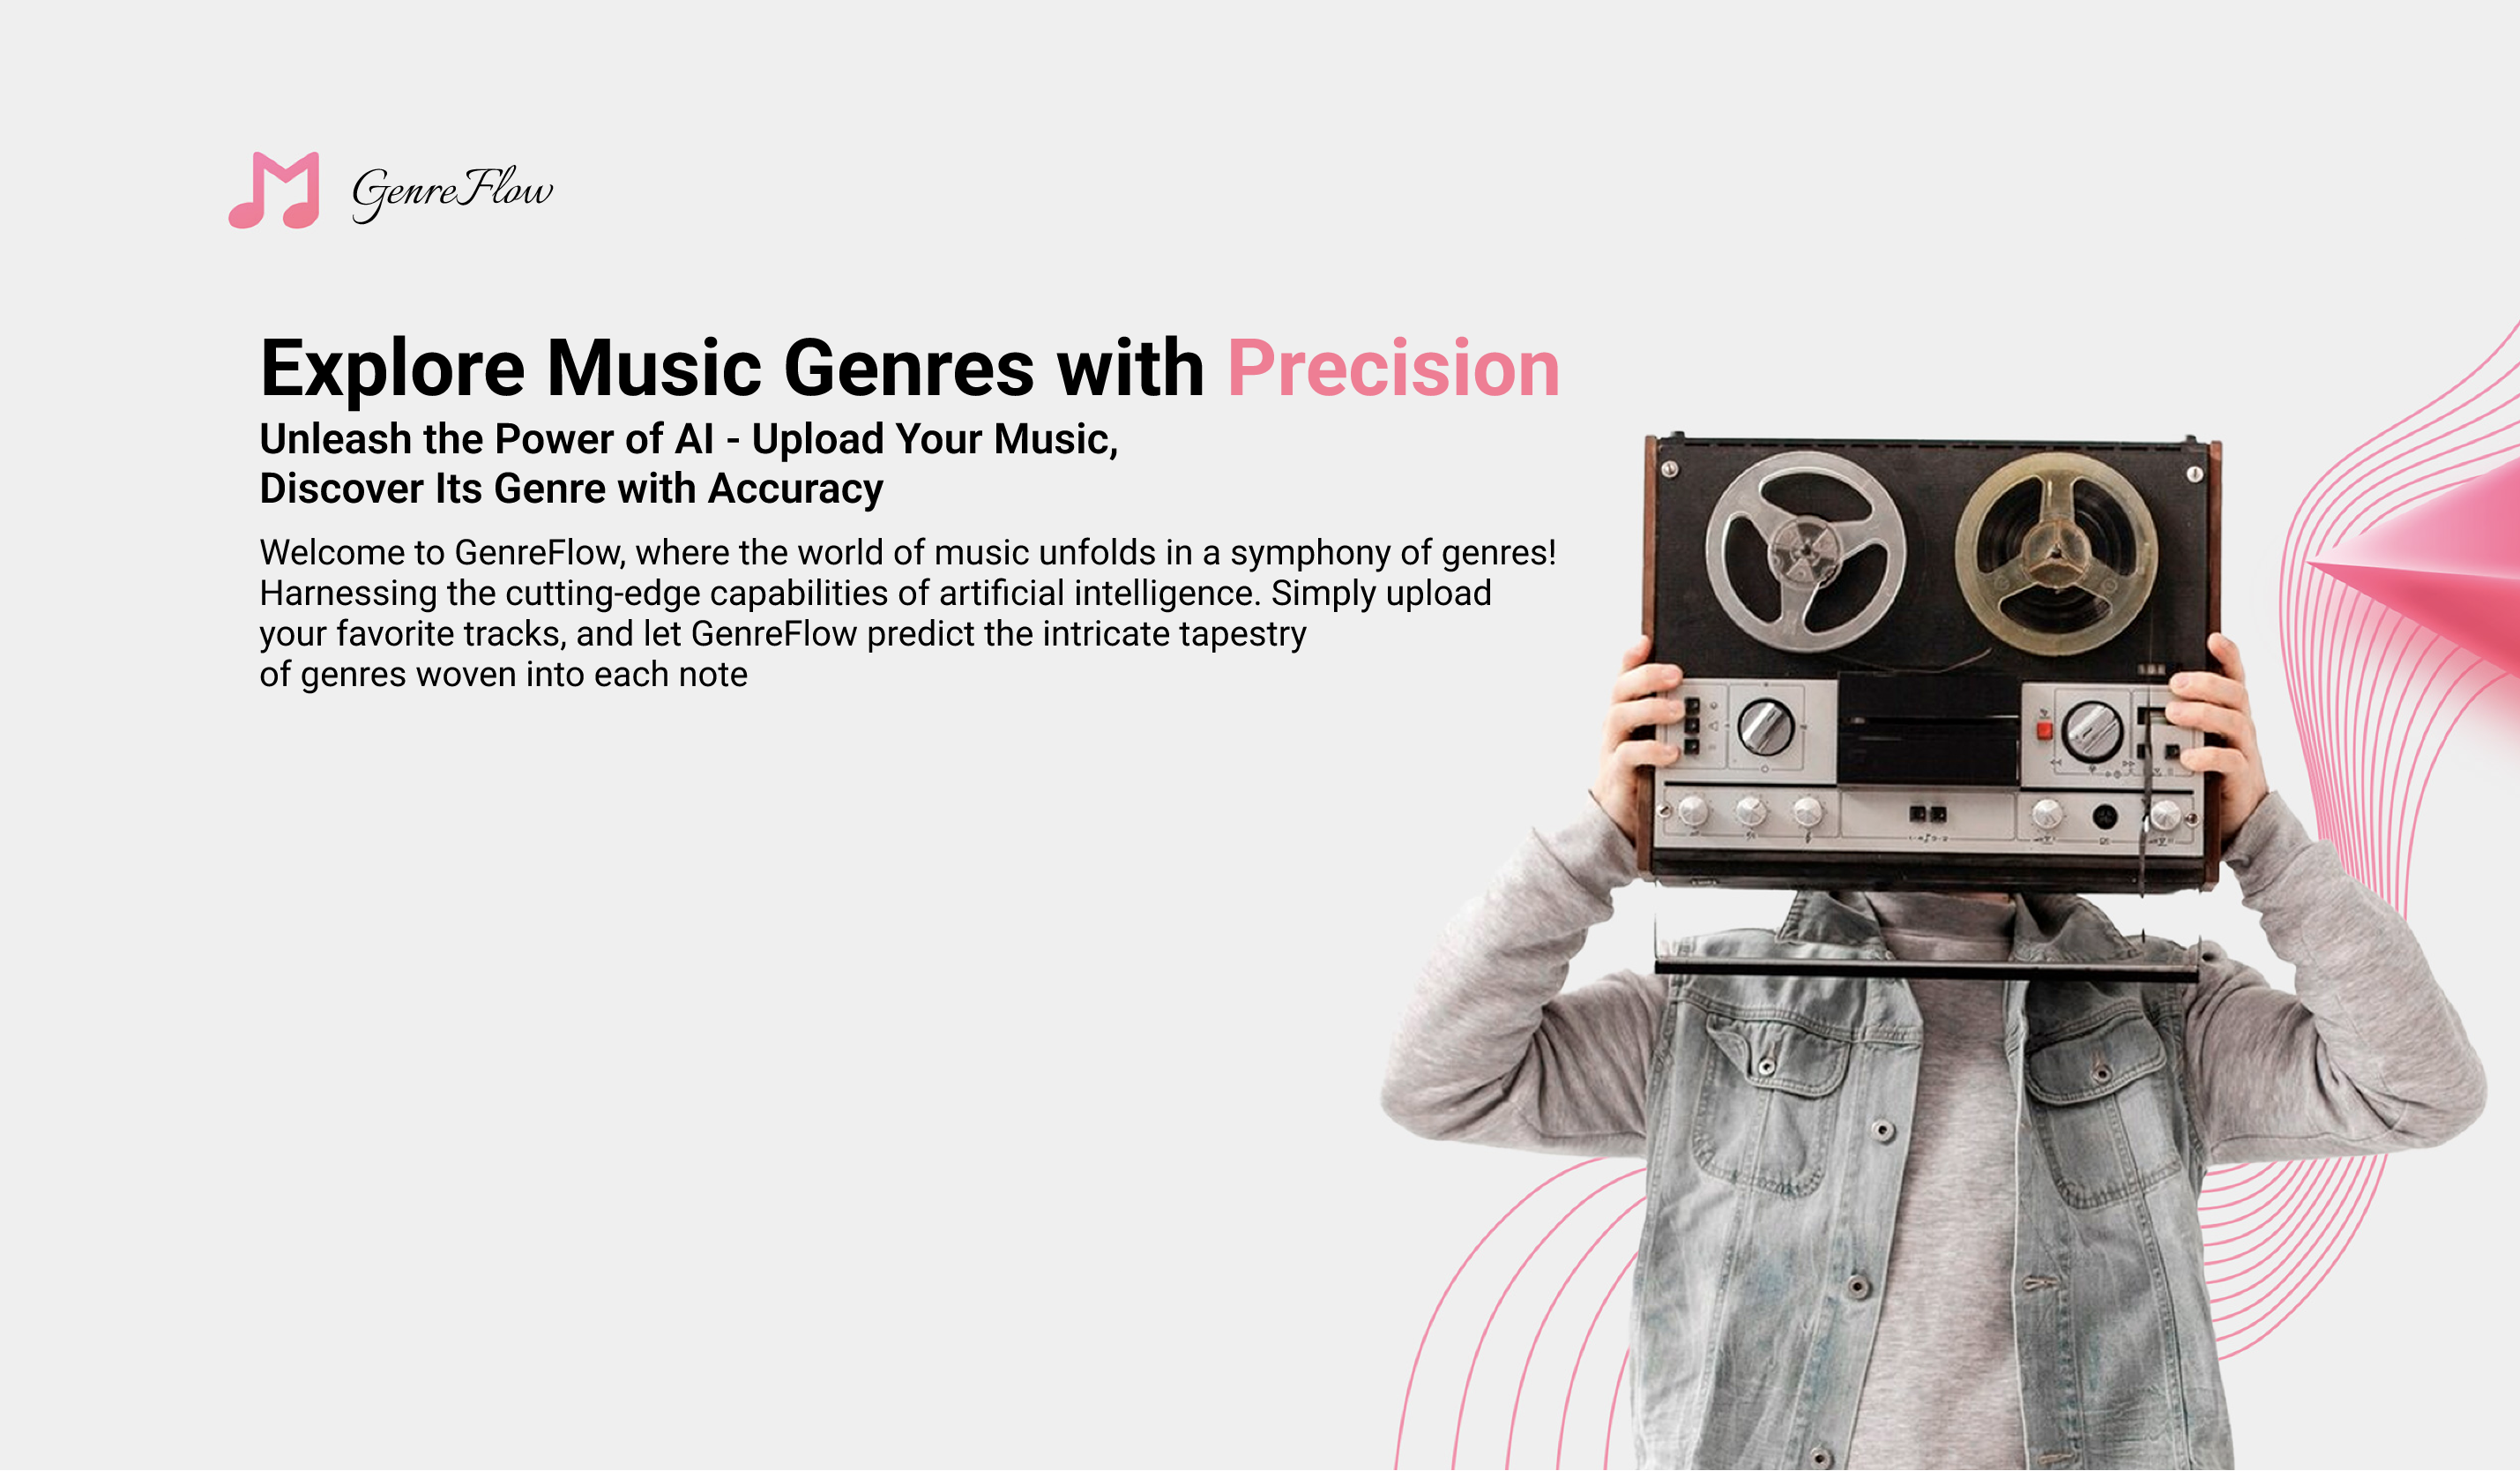 GenreFlow
Explore Music Genres with Precision
Unleash the Power of AI - Upload Your Music,
Discover Its Genre with Accuracy
Welcome to GenreFlow, where the world of music unfolds in a symphony of genres!
Harnessing the cutting-edge capabilities of artificial intelligence. Simply upload
your favorite tracks, and let GenreFlow predict the intricate tapestry
of genres woven into each note